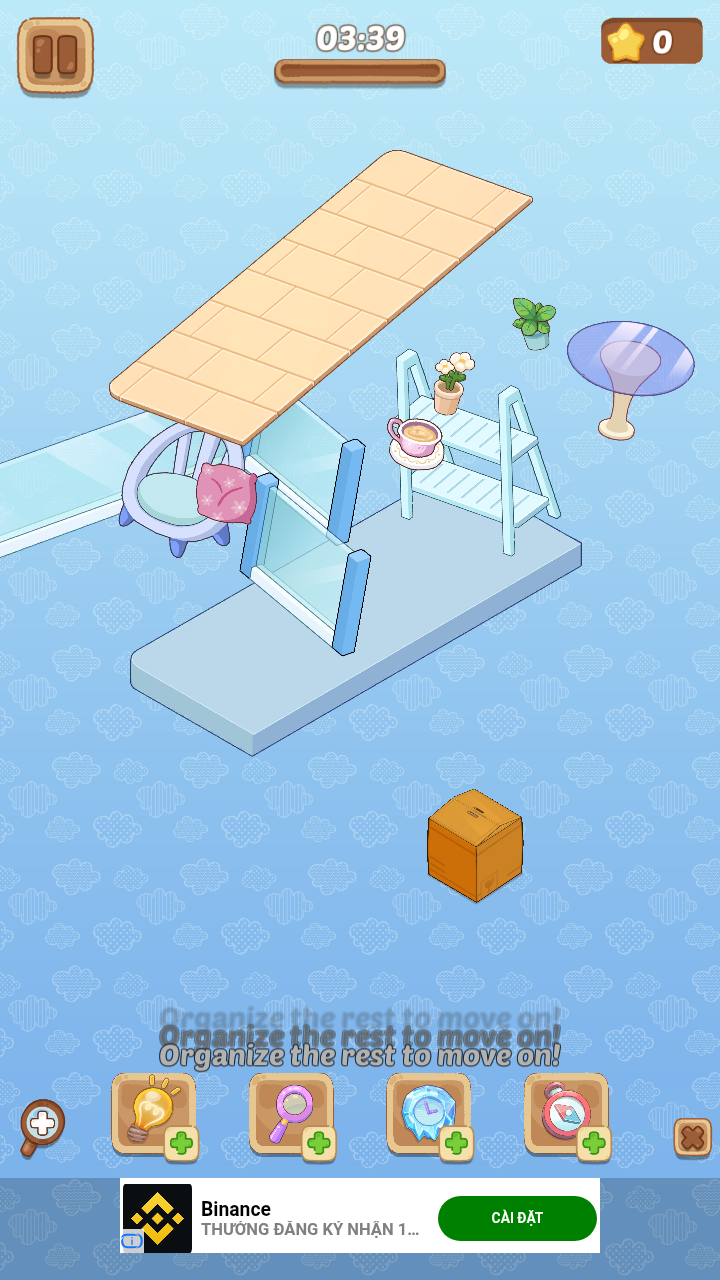 03:39
0
Organize the rest to move on!
Organize the rest to move on!
Organize the rest to move on!
Binance
THƯỞNG ĐĂNG KÝ NHẬN 1...
CÀI ĐẶT